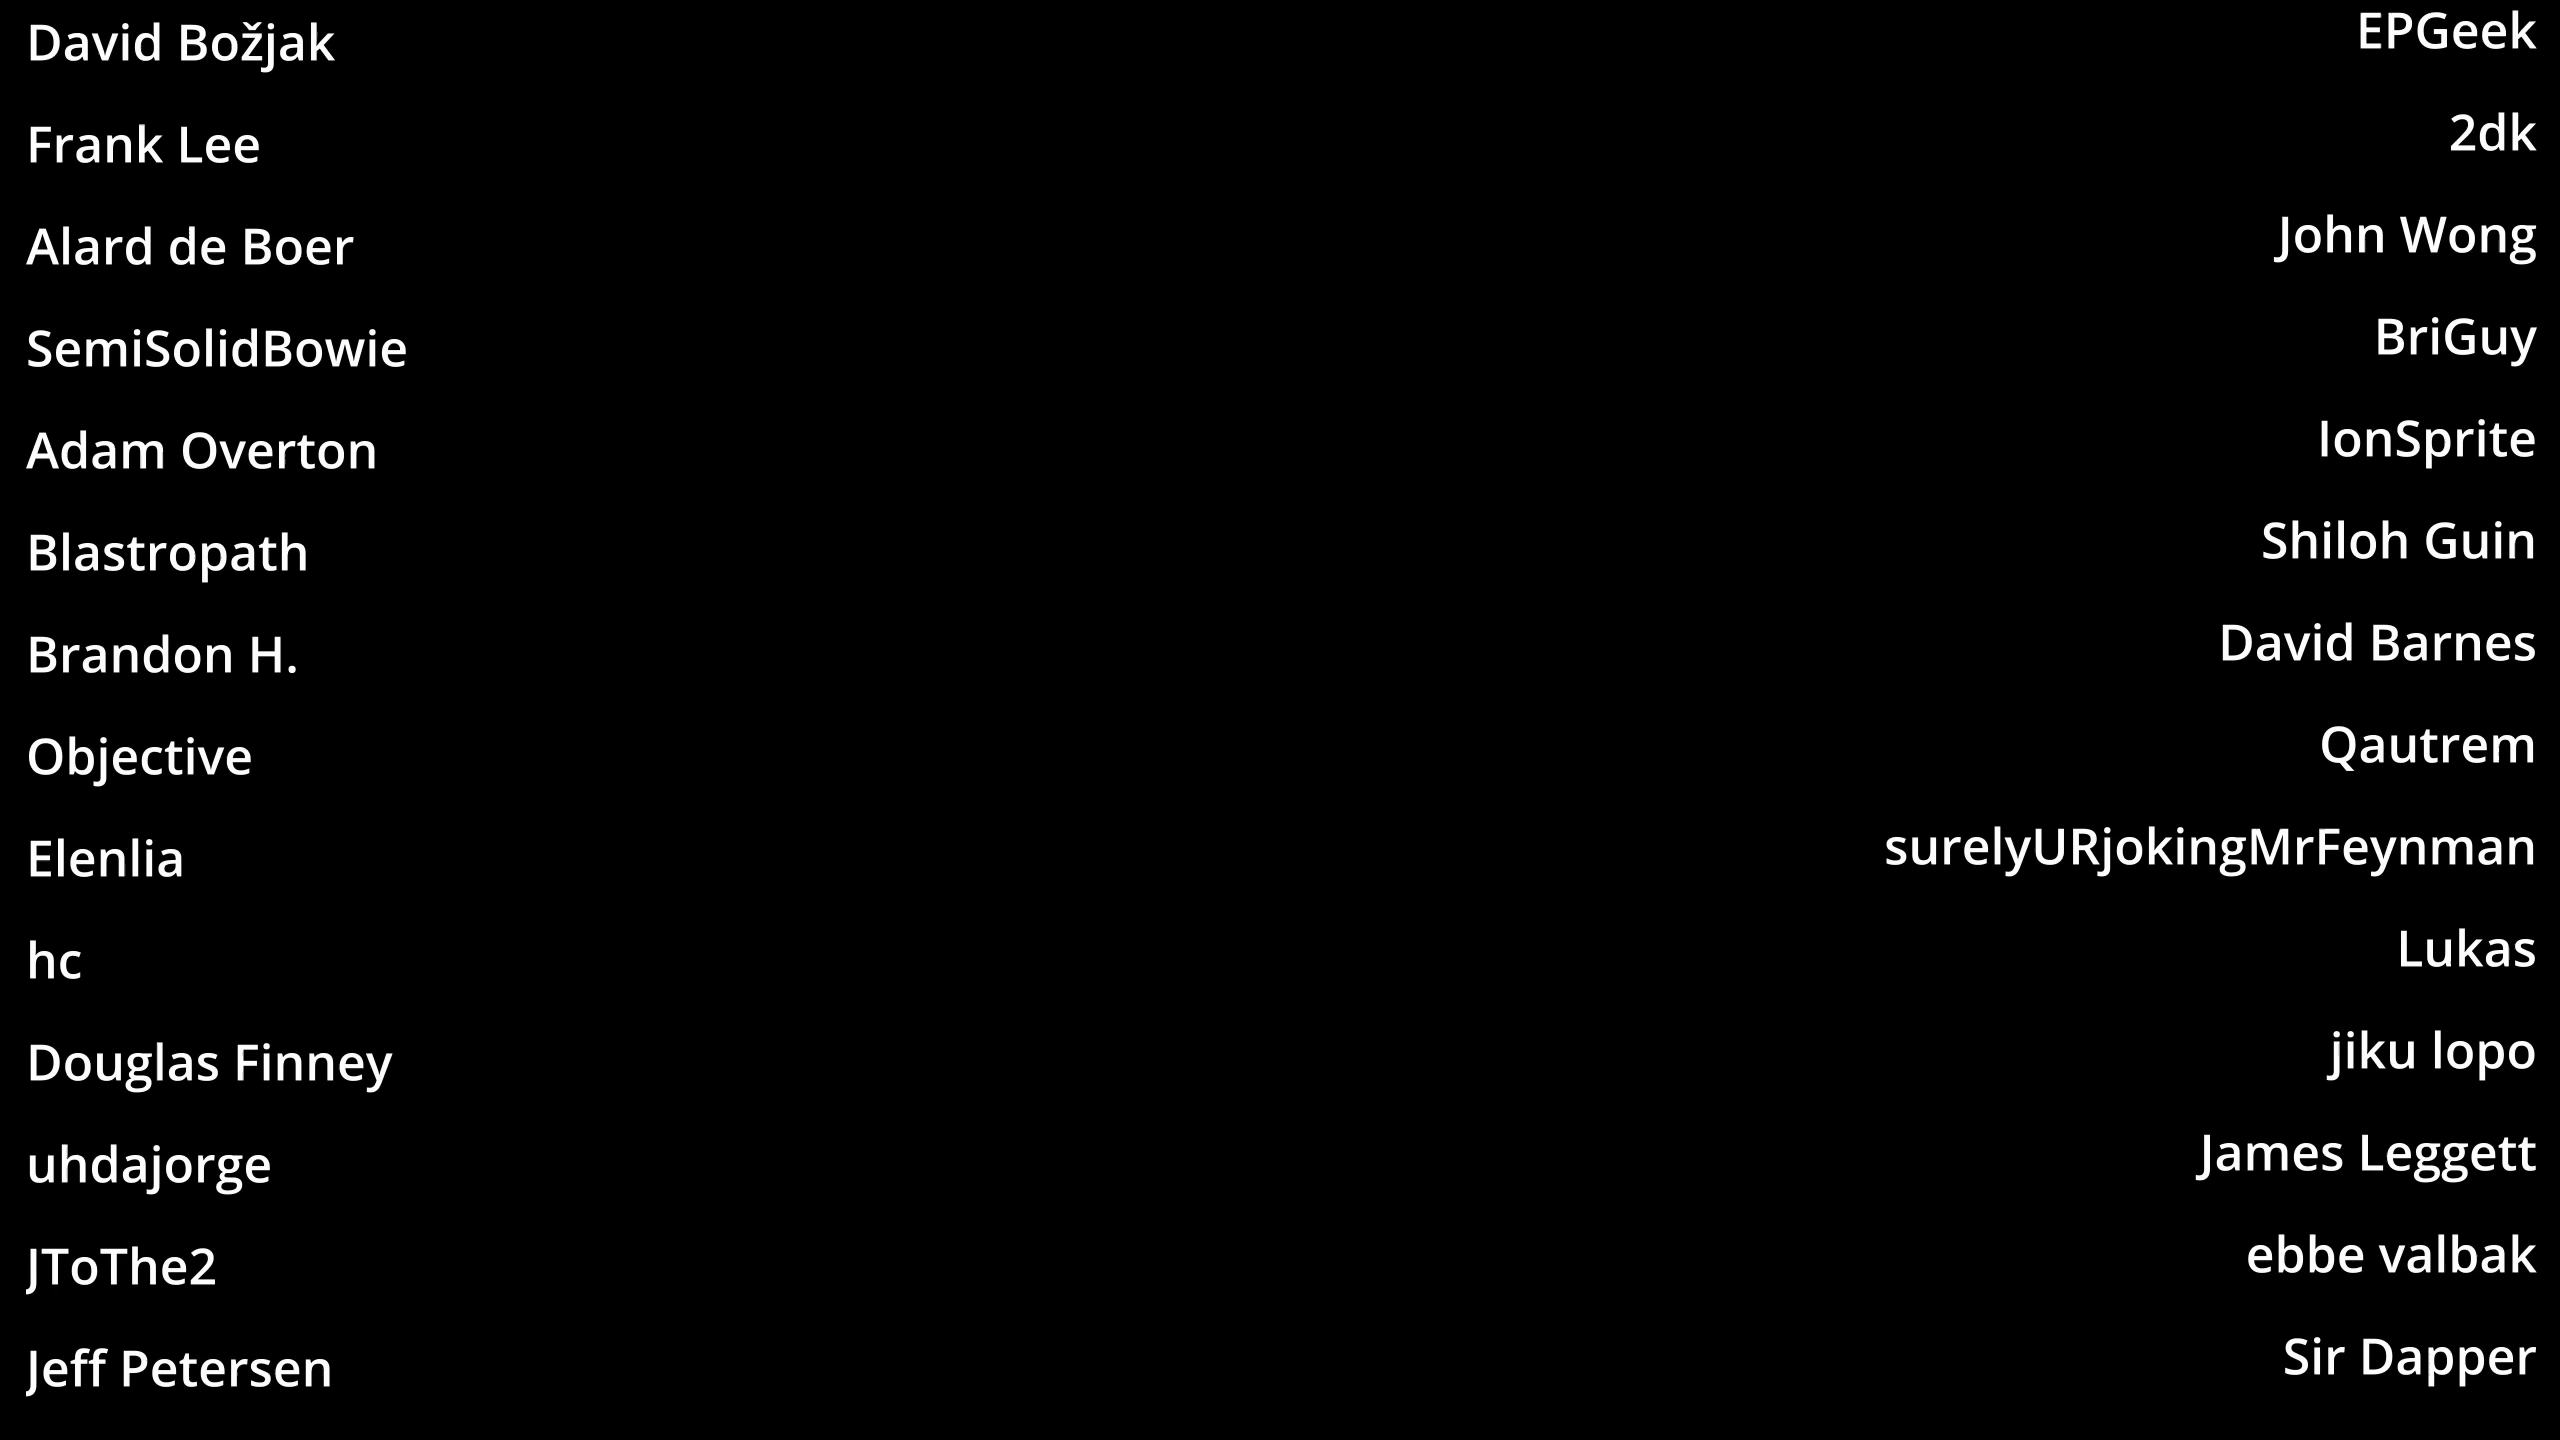 David Božjak
Frank Lee
Alard de Boer
SemiSolidBowie
Adam Overton
Blastropath
Brandon H.
Objective
Elenlia
hc
Douglas Finney
uhdajorge
JToThe2
Jeff Petersen
EPGeek
2dk
John Wong
BriGuy
IonSprite
Shiloh Guin
David Barnes
Qautrem
surelyURjokingMrFeynman
Lukas
jiku lopo
James Leggett
ebbe valbak
Sir Dapper